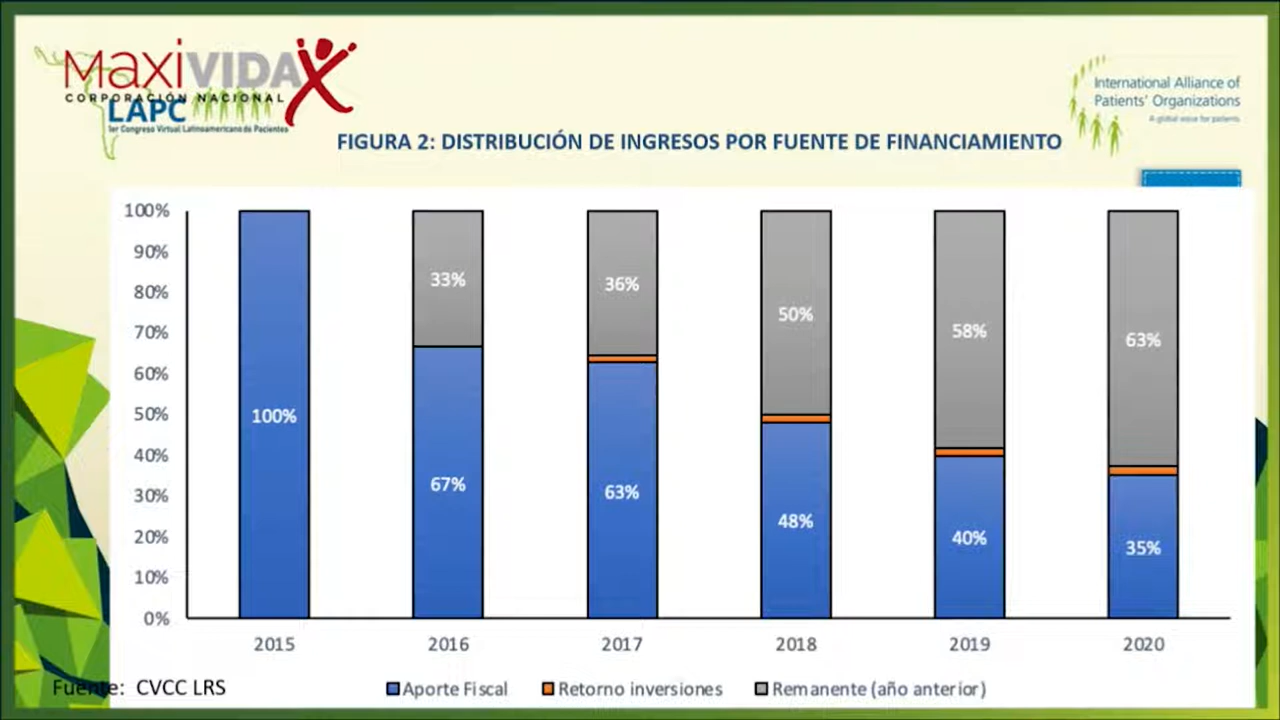 MaxiVIDA
CORPORACIÓN NACIONAL
LAPC
1er Congreso Virtual Latinoamericano de Pacientes
International Alliance of
Patients' Organizations
A global voice for patients
FIGURA 2: DISTRIBUCIÓN DE INGRESOS POR FUENTE DE FINANCIAMIENTO
100%
90%
80%
70%
60%
50%
40%
30%
20%
10%
0%
100%
33%
67%
36%
63%
50%
48%
58%
40%
63%
35%
2015 2016 2017 2018 2019 2020
Aporte Fiscal Retorno inversiones Remanente (año anterior)
Fuente: CVCC LRS